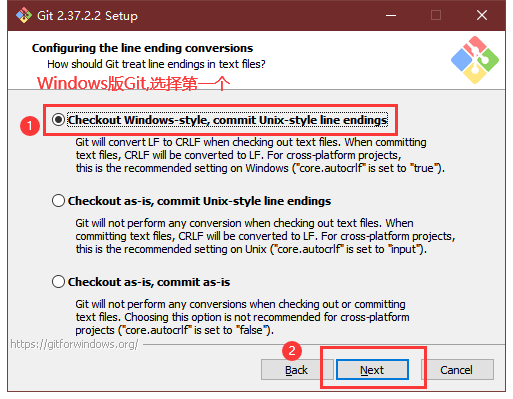 Git 2.37.2.2 Setup
Configuring the line ending conversions
How should Git treat line endings in text files?
Windows版Git,选择第一个
1
Checkout Windows-style, commit Unix-style line endings
Git will convert LF to CRLF when checking out text files. When committing
text files, CRLF will be converted to LF. For cross-platform projects,
this is the recommended setting on Windows ("core.autocrlf" is set to "true").
Checkout as-is, commit Unix-style line endings
Git will not perform any conversion when checking out text files. When
committing text files, CRLF will be converted to LF. For cross-platform projects,
this is the recommended setting on Unix ("core.autocrlf" is set to "input").
Checkout as-is, commit as-is
Git will not perform any conversions when checking out or committing
text files. Choosing this option is not recommended for cross-platform
projects ("core.autocrlf" is set to "false").
https://gitforwindows.org/
2
Back
Next
Cancel